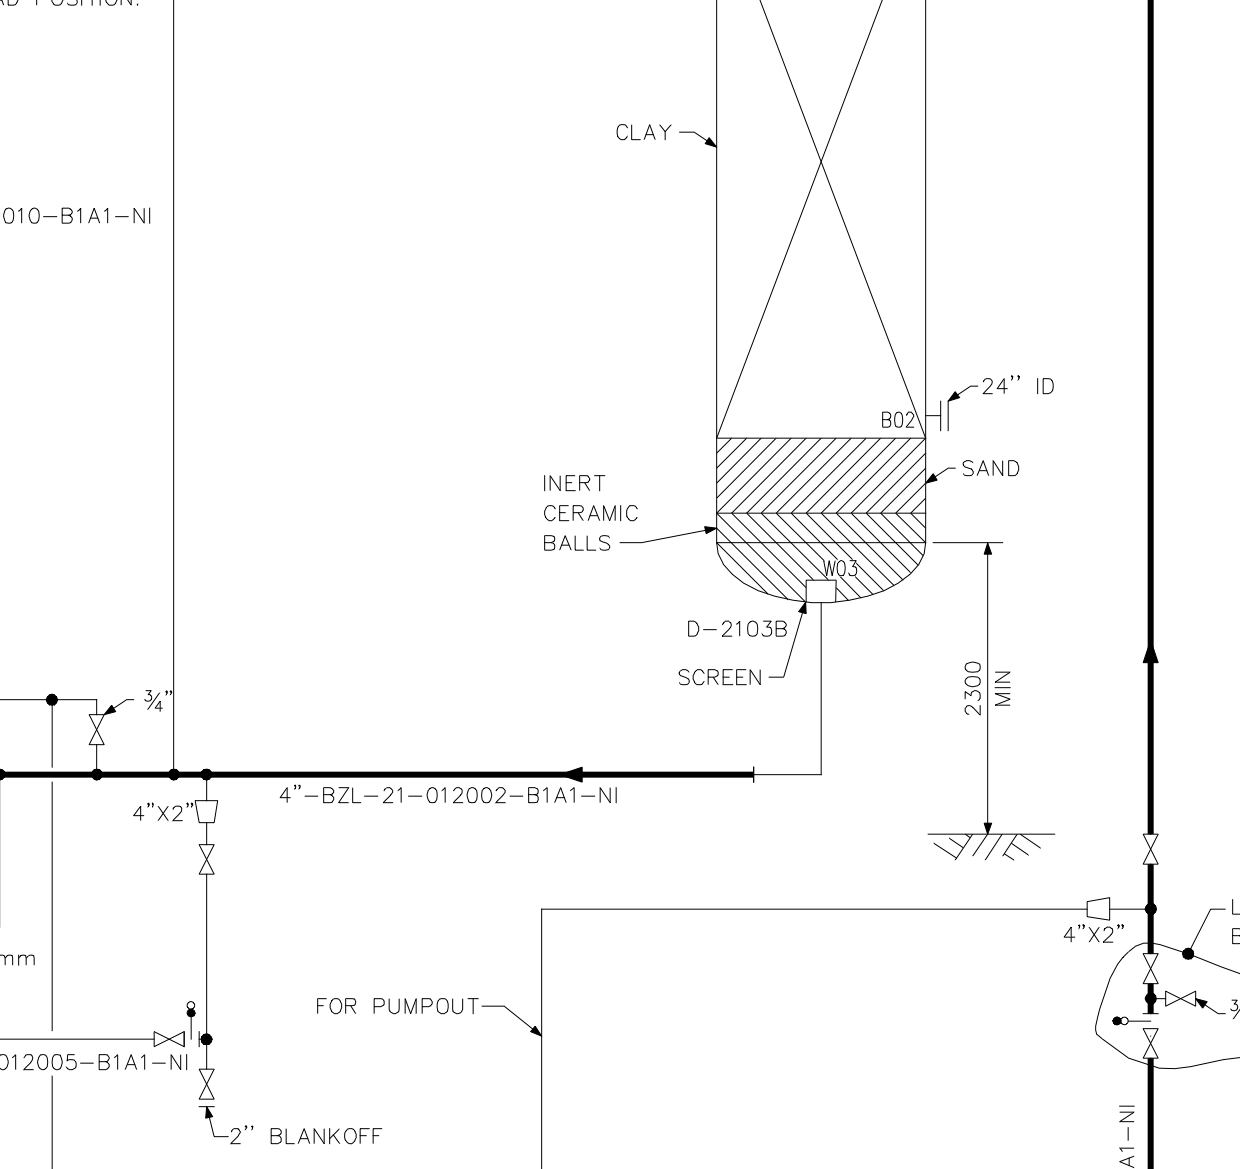 AD POSITION.
CLAY
010-B1A1-NI
24'' ID
B02
SAND
INERT
CERAMIC
BALLS
W03
D-2103B
SCREEN
2300
MIN
3/4"
4"-BZL-21-012002-B1A1-NI
4"X2"
4"X2"
L
mm
FOR PUMPOUT
012005-B1A1-NI
A1-NI
2'' BLANKOFF